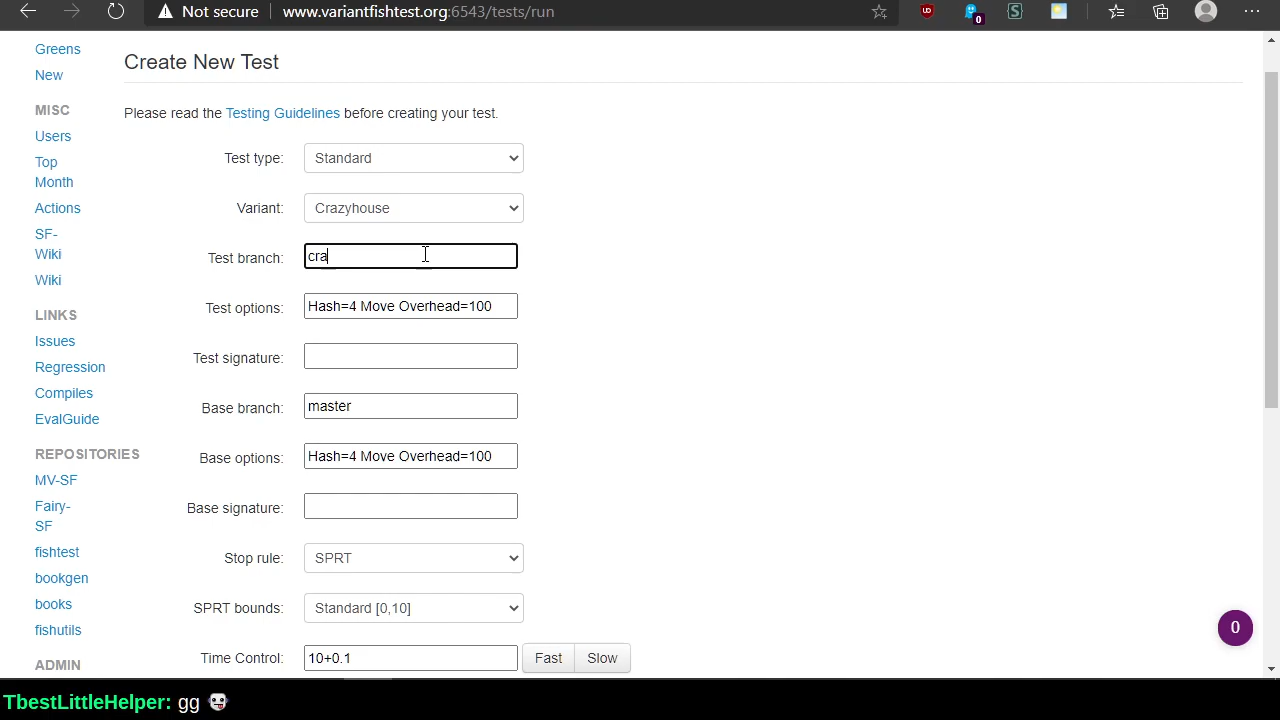 Not secure www.variantfishtest.org:6543/tests/run
0
Greens
New
MISC
Users
Top
Month
Actions
SF-
Wiki
Wiki
LINKS
Issues
Regression
Compiles
EvalGuide
REPOSITORIES
MV-SF
Fairy-
SF
fishtest
bookgen
books
fishutils
ADMIN
Create New Test
Please read the Testing Guidelines before creating your test.
Test type: Standard
Variant: Crazyhouse
Test branch: cra
Test options: Hash=4 Move Overhead=100
Test signature:
Base branch: master
Base options: Hash=4 Move Overhead=100
Base signature:
Stop rule: SPRT
SPRT bounds: Standard [0,10]
Time Control: 10+0.1 Fast Slow
0
TbestLittleHelper: gg